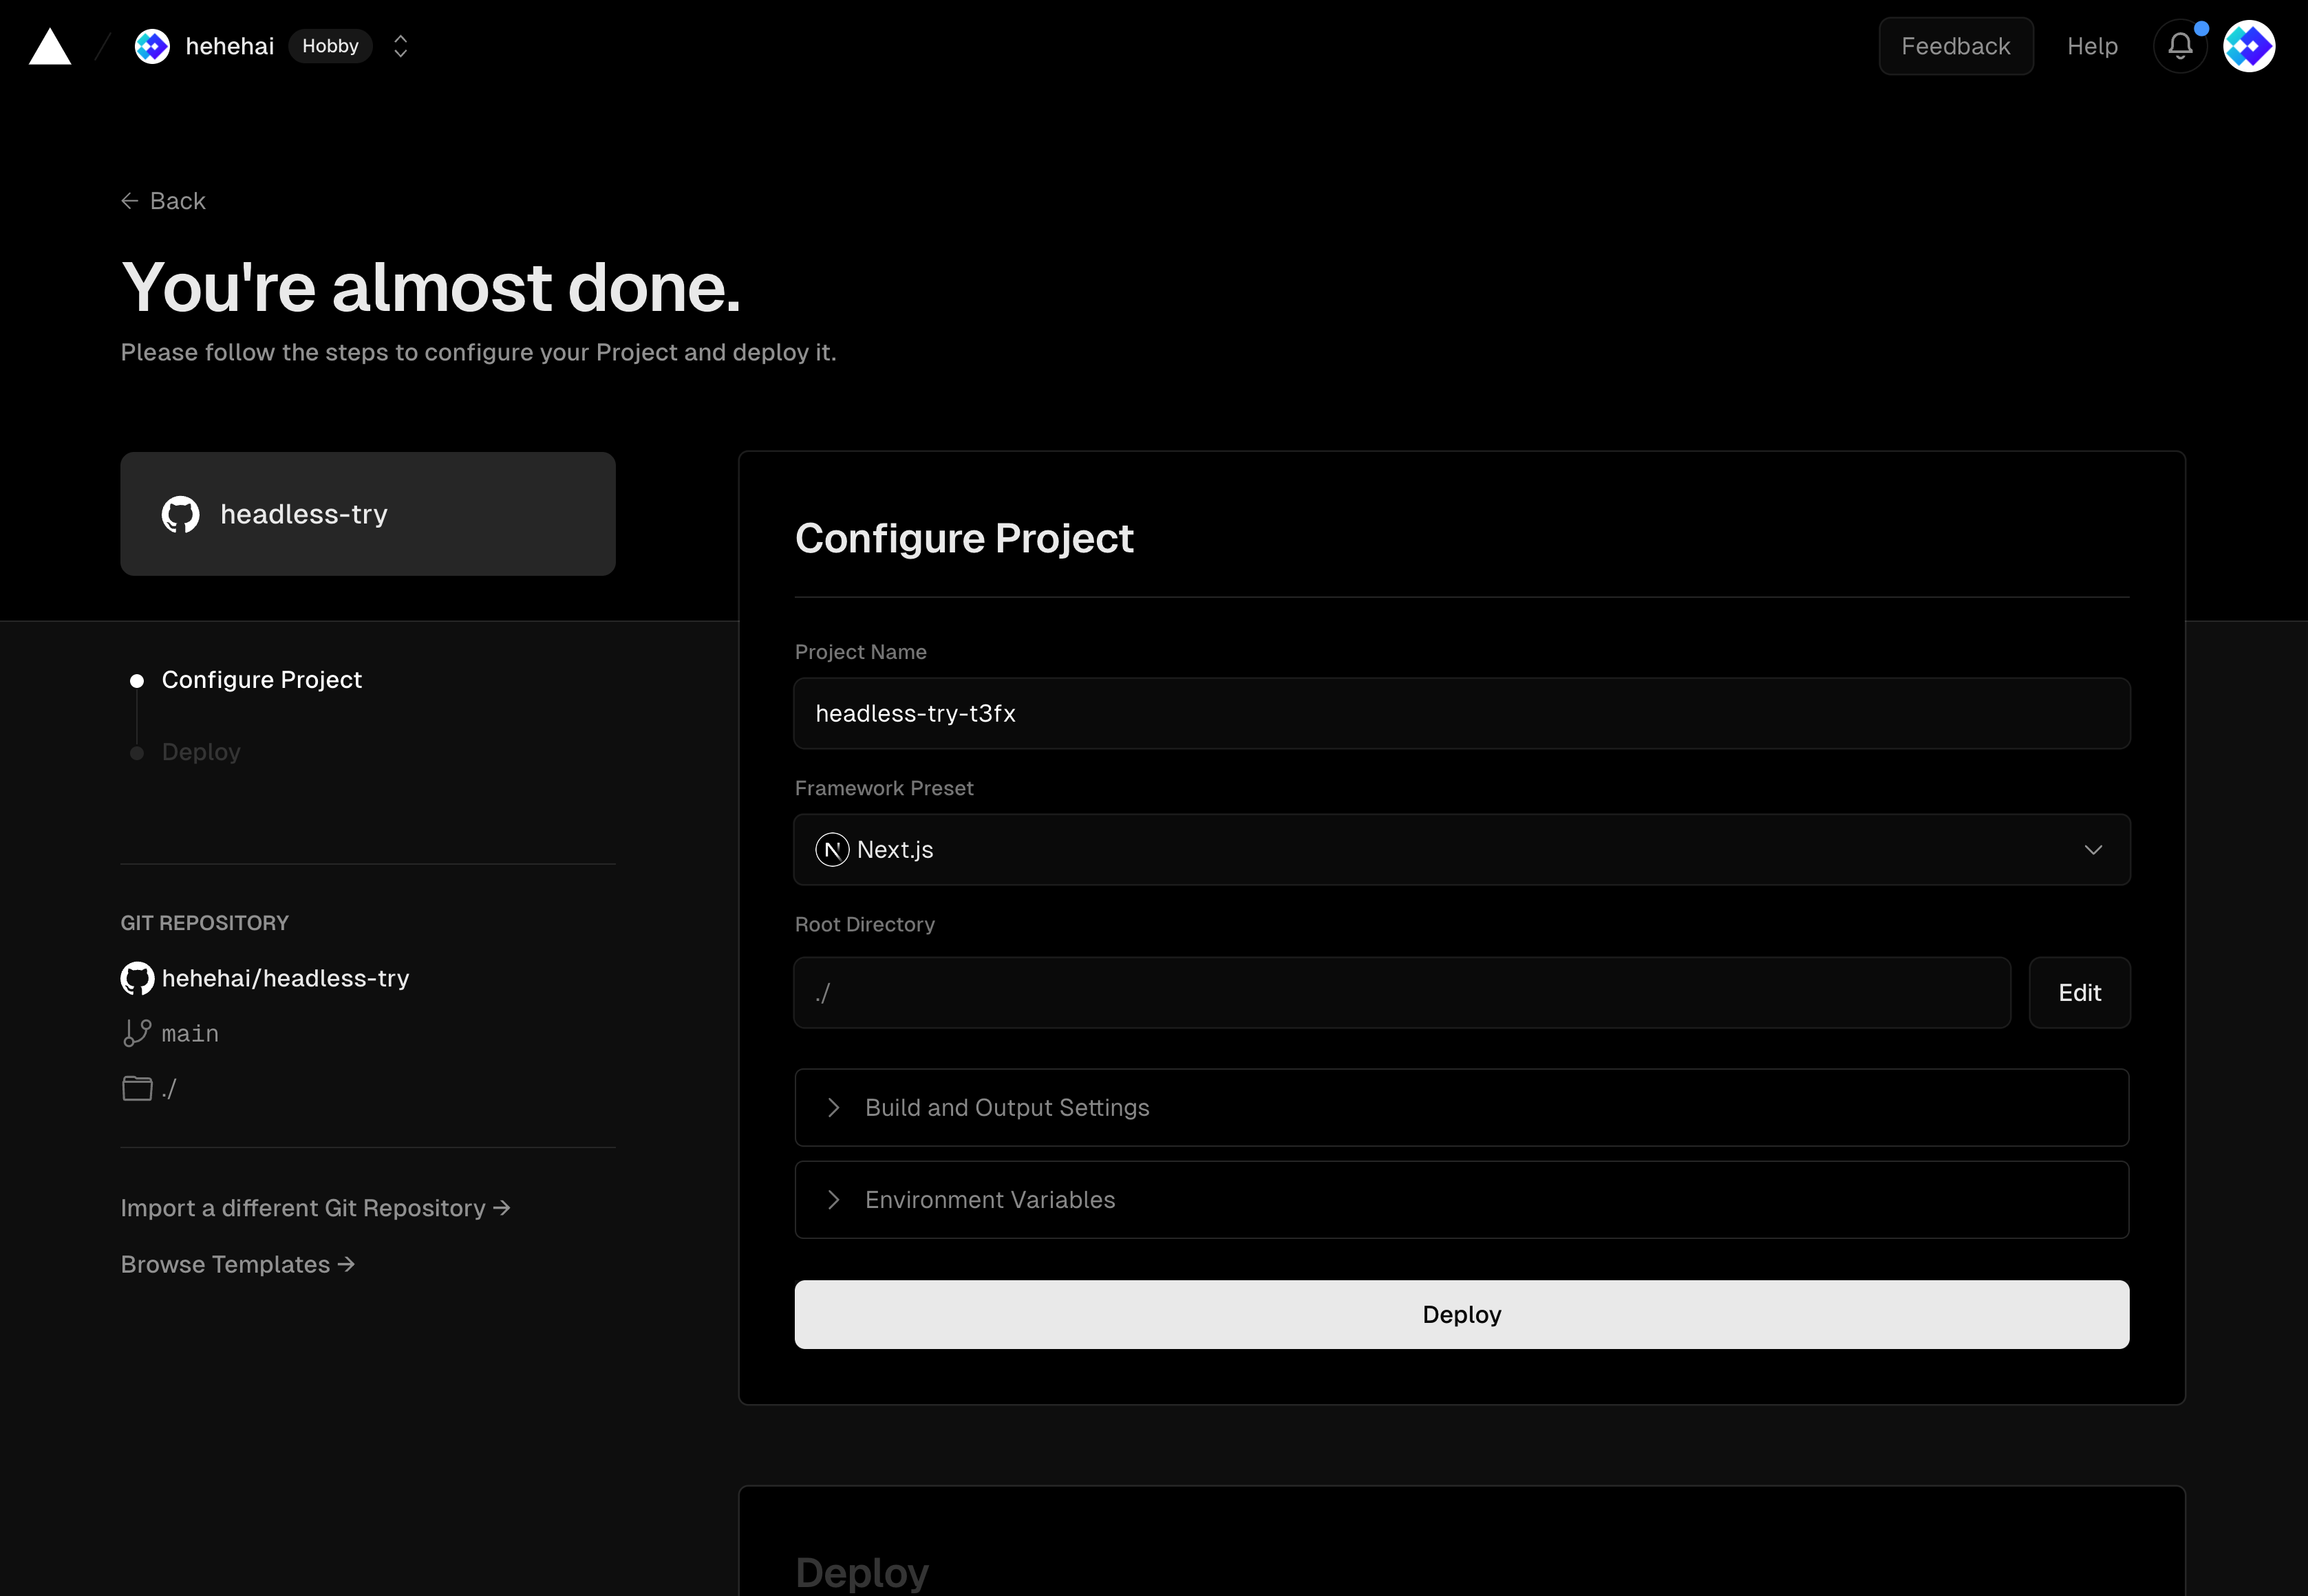 hehehai Hobby
Feedback Help
Back
You're almost done.
Please follow the steps to configure your Project and deploy it.
headless-try
Configure Project
Deploy
GIT REPOSITORY
hehehai/headless-try
main
./
Import a different Git Repository →
Browse Templates →
Configure Project
Project Name
headless-try-t3fx
Framework Preset
Next.js
Root Directory
./
Edit
Build and Output Settings
Environment Variables
Deploy
Deploy